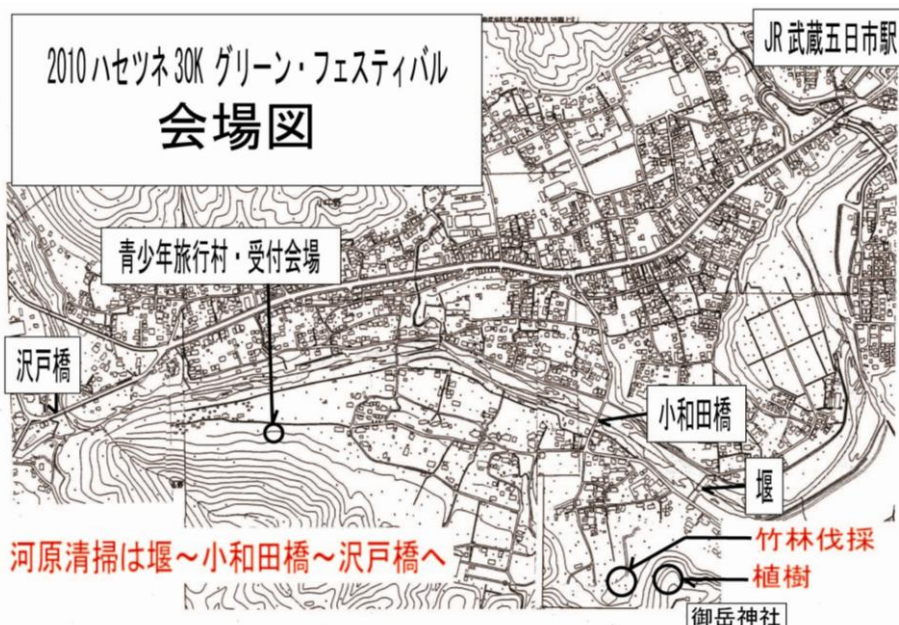 2010 ハセツネ 30K グリーン・フェスティバル
会場図
JR 武蔵五日市駅
青少年旅行村・受付会場
沢戸橋
小和田橋
堰
竹林伐採
植樹
河原清掃は堰～小和田橋～沢戸橋へ
御岳神社